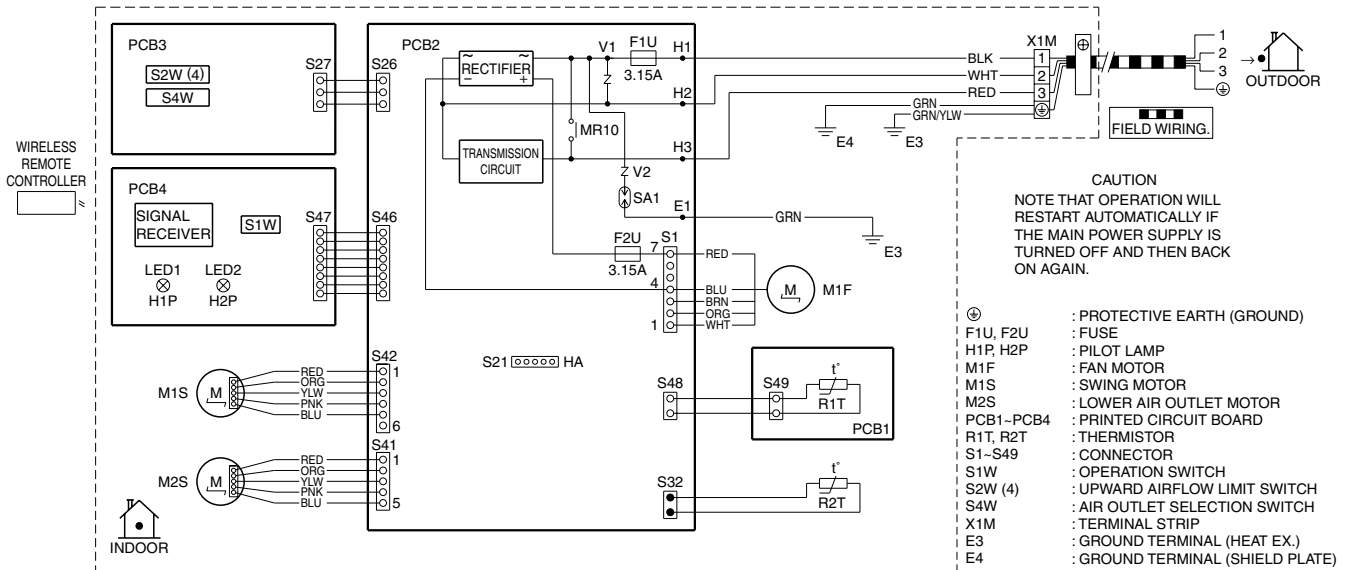 WIRELESS
REMOTE
CONTROLLER
PCB3
S2W (4)
S4W
S27
S26
PCB4
SIGNAL
RECEIVER
S1W
LED1
H1P
LED2
H2P
S47
S46
M1S
M
RED
ORG
YLW
PNK
BLU
S42
1
6
M2S
M
RED
ORG
YLW
PNK
BLU
S41
1
5
INDOOR
PCB2
~
~
RECTIFIER
−
+
TRANSMISSION
CIRCUIT
MR10
V1
F1U
3.15A
H1
H2
H3
V2
SA1
E1
F2U
3.15A
S1
7
4
1
RED
BLU
BRN
ORG
WHT
M
M1F
S21
HA
S48
S49
t°
R1T
PCB1
S32
t°
R2T
GRN
E3
BLK
WHT
RED
GRN
GRN/YLW
E4
E3
X1M
1
2
3
1
2
3
→
OUTDOOR
FIELD WIRING.
CAUTION
NOTE THAT OPERATION WILL
RESTART AUTOMATICALLY IF
THE MAIN POWER SUPPLY IS
TURNED OFF AND THEN BACK
ON AGAIN.
: PROTECTIVE EARTH (GROUND)
F1U, F2U : FUSE
H1P, H2P : PILOT LAMP
M1F : FAN MOTOR
M1S : SWING MOTOR
M2S : LOWER AIR OUTLET MOTOR
PCB1~PCB4 : PRINTED CIRCUIT BOARD
R1T, R2T : THERMISTOR
S1~S49 : CONNECTOR
S1W : OPERATION SWITCH
S2W (4) : UPWARD AIRFLOW LIMIT SWITCH
S4W : AIR OUTLET SELECTION SWITCH
X1M : TERMINAL STRIP
E3 : GROUND TERMINAL (HEAT EX.)
E4 : GROUND TERMINAL (SHIELD PLATE)